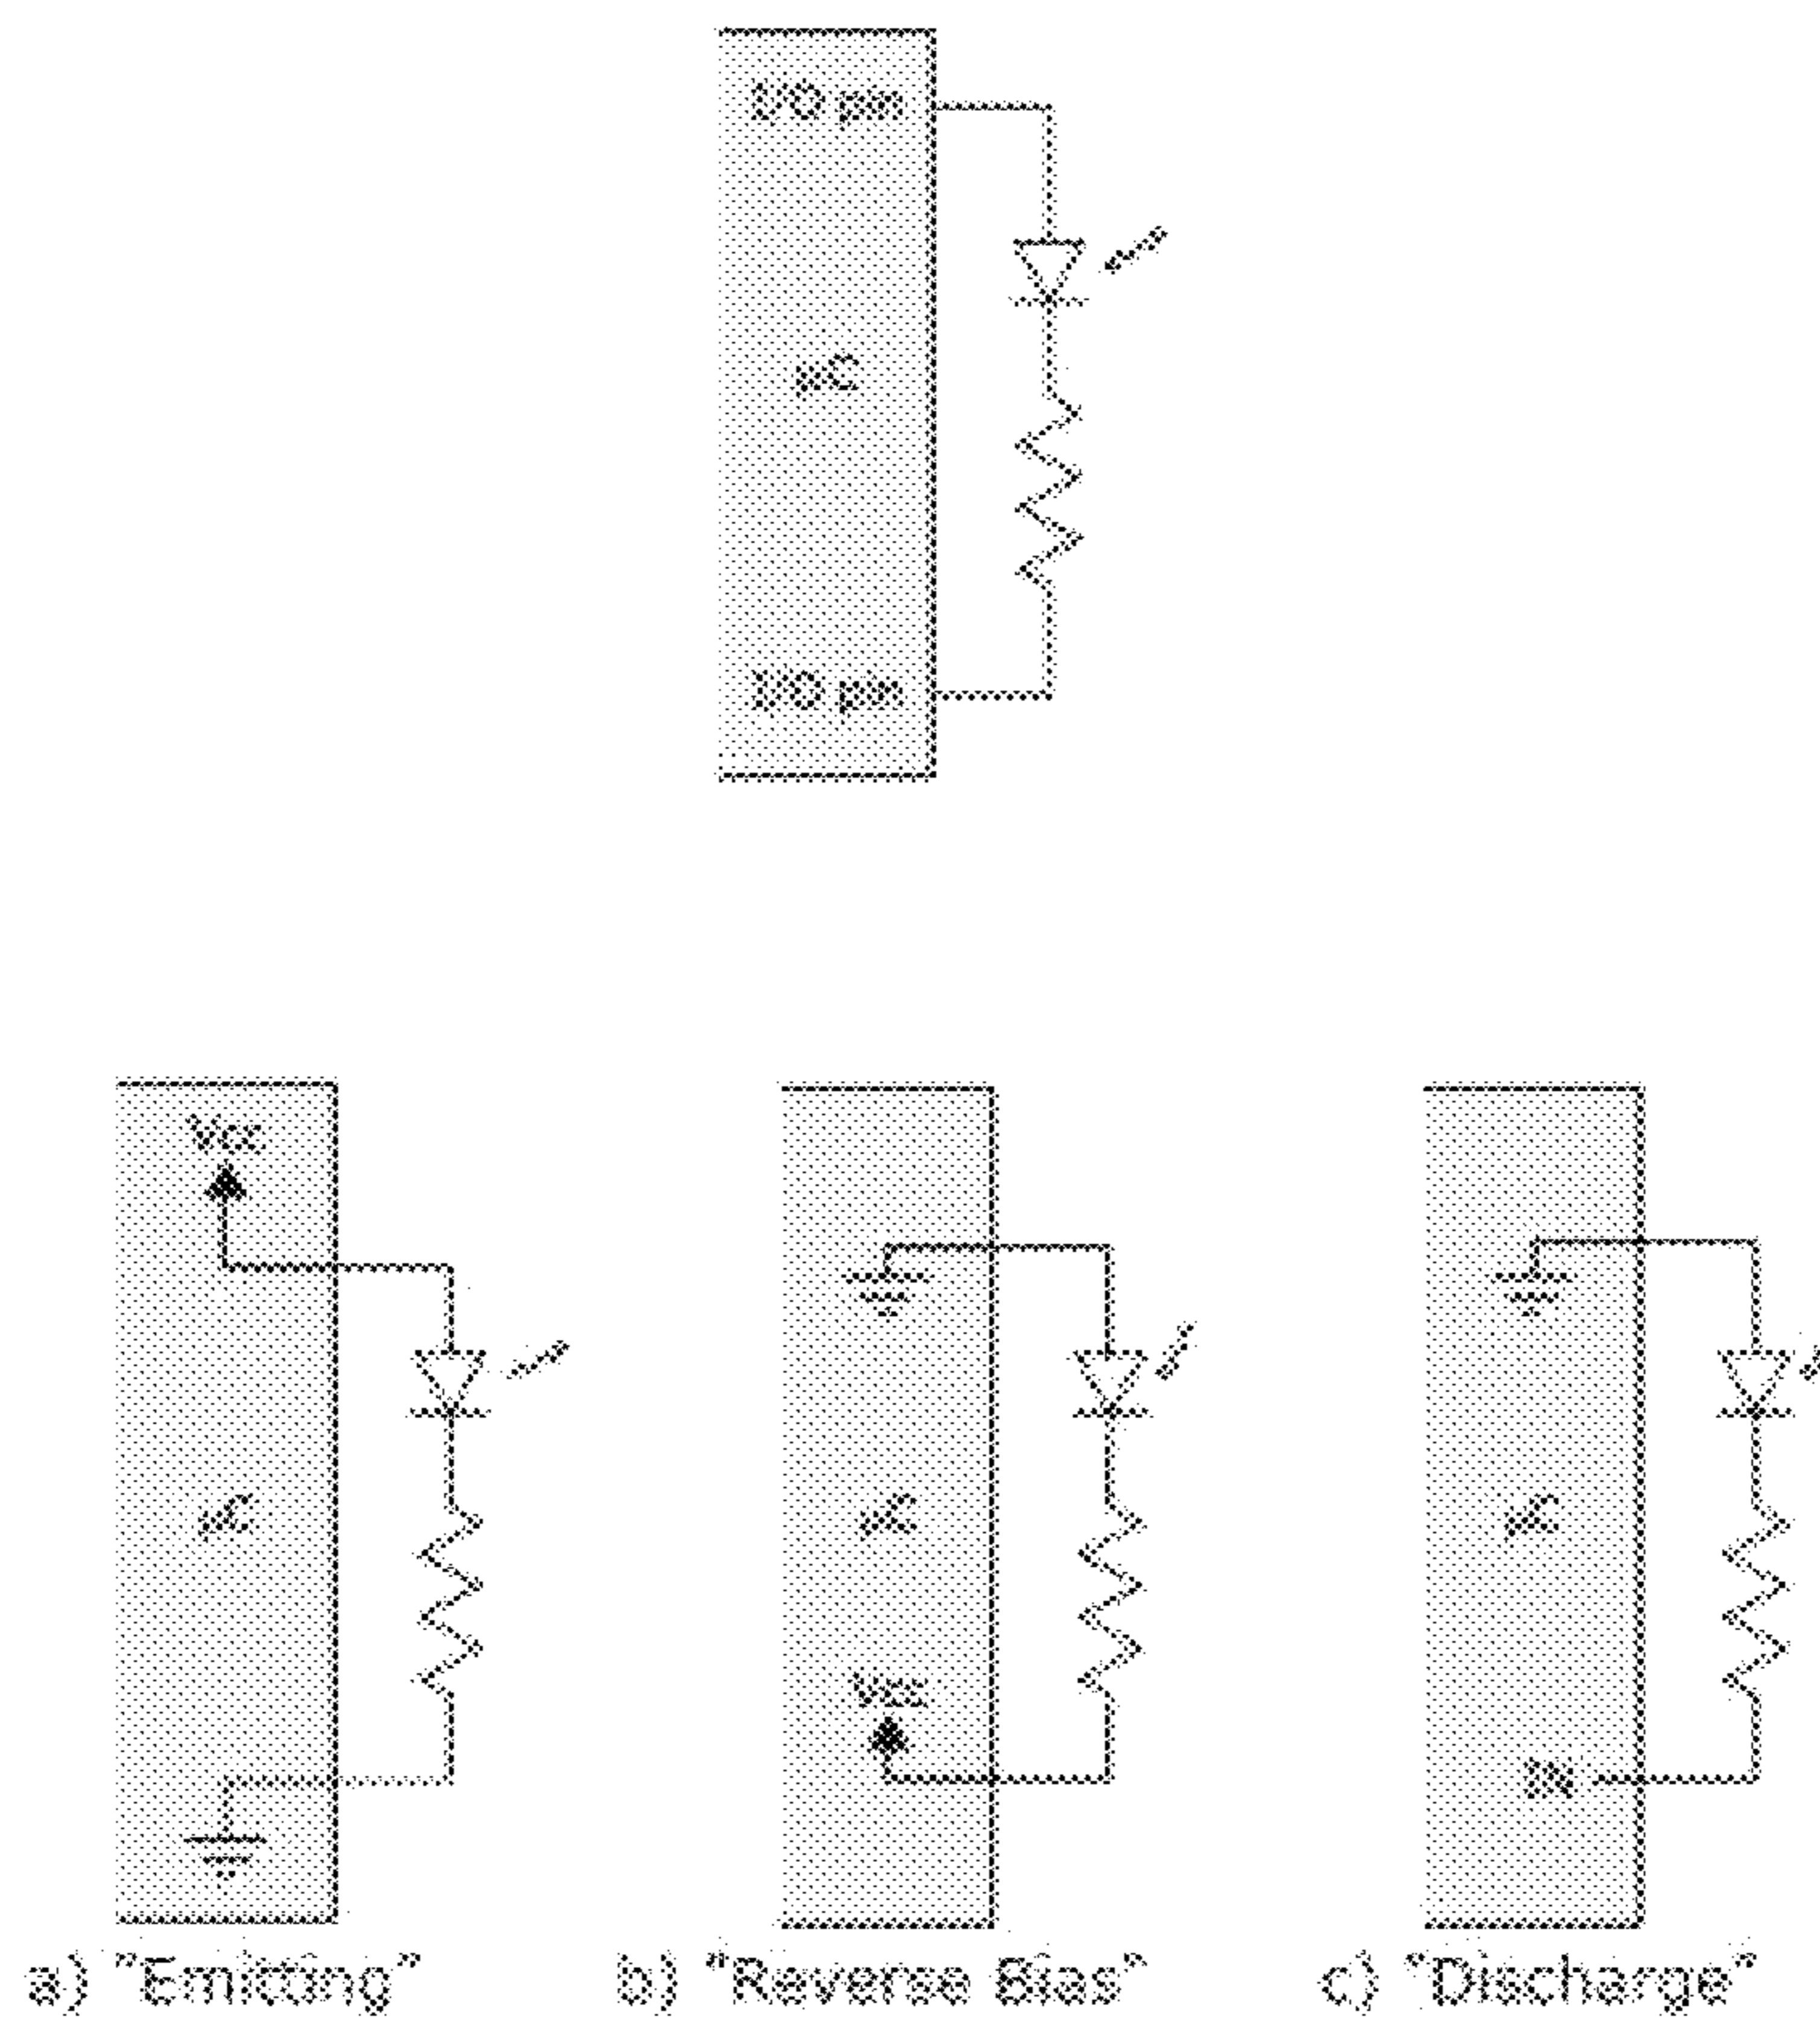 I/O pin
µC
I/O pin
Vcc
µC
a) "Emitting"
µC
Vcc
b) "Reverse Bias"
µC
IN
c) "Discharge"